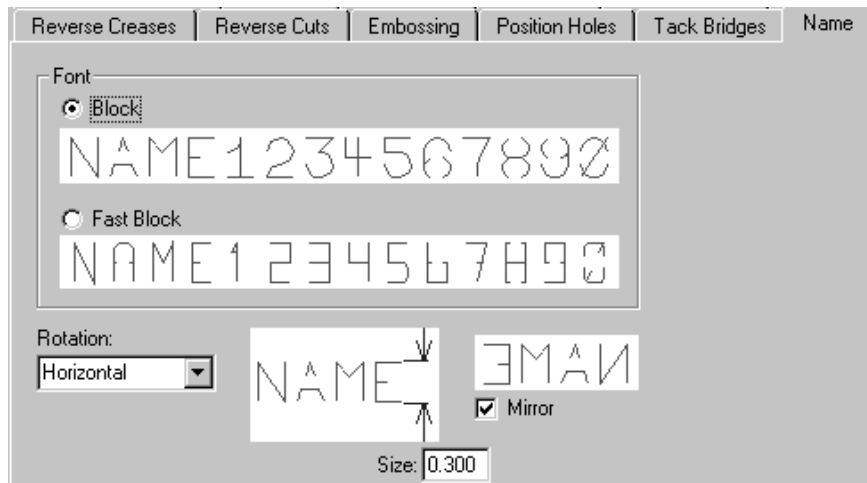 Reverse Creases Reverse Cuts Embossing Position Holes Tack Bridges Name
Font
Block
NAME1234567890
Fast Block
NAME1234567890
Rotation:
Horizontal
NAME
NAME
Mirror
Size: 0.300